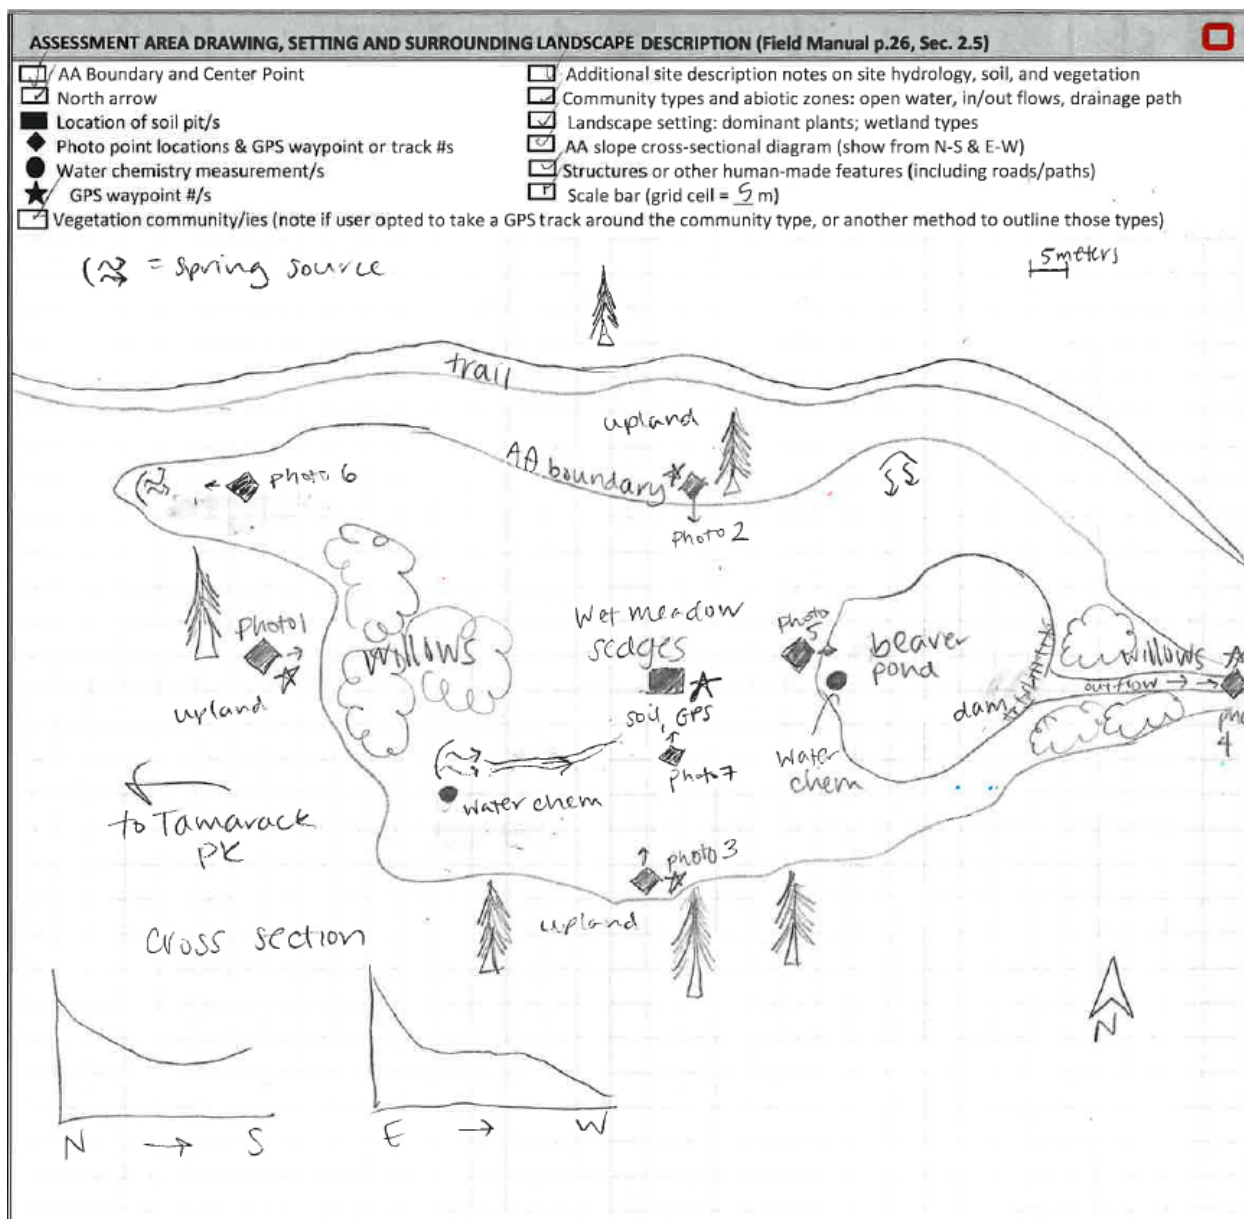 ASSESSMENT AREA DRAWING, SETTING AND SURROUNDING LANDSCAPE DESCRIPTION (Field Manual p.26, Sec. 2.5)
AA Boundary and Center Point
North arrow
Location of soil pit/s
Photo point locations & GPS waypoint or track #s
Water chemistry measurement/s
GPS waypoint #/s
Additional site description notes on site hydrology, soil, and vegetation
Community types and abiotic zones: open water, in/out flows, drainage path
Landscape setting: dominant plants; wetland types
AA slope cross-sectional diagram (show from N-S & E-W)
Structures or other human-made features (including roads/paths)
Scale bar (grid cell = 5 m)
Vegetation community/ies (note if user opted to take a GPS track around the community type, or another method to outline those types)
= spring source
5 meters
trail
upland
AA boundary
photo 6
photo 2
photo 1
upland
willows
Wet meadow
sedges
soil, GPS
photo 7
photo
5
beaver
pond
dam
willows
outflow
pho
4
water
chem
water chem
to Tamarack
PK
photo 3
upland
cross section
N → S
E → W
N